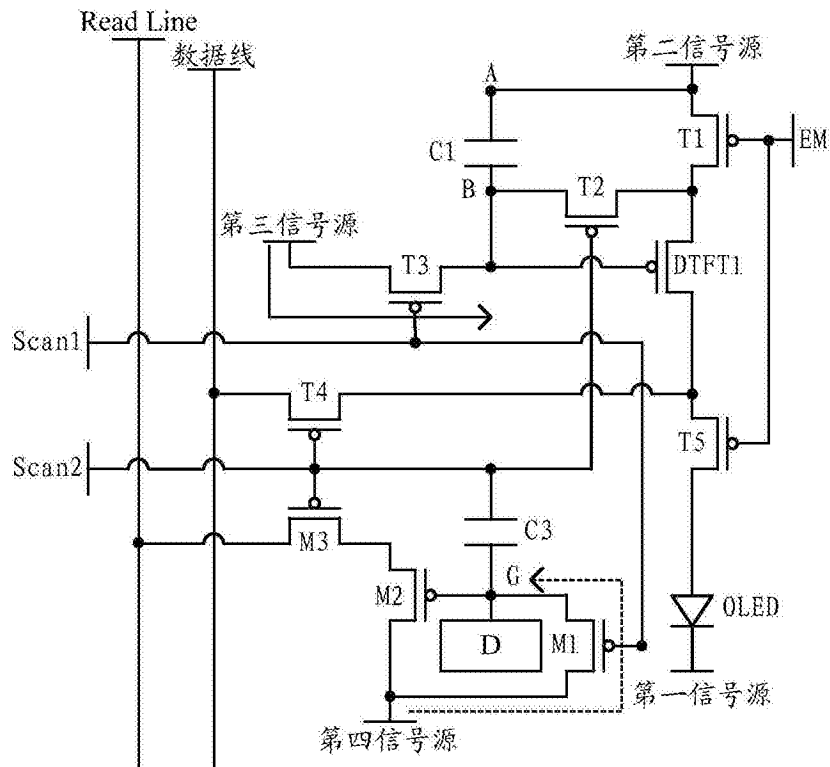 Read Line
数据线
第二信号源
A
C1
T1
EM
B
T2
第三信号源
T3
DTFT1
Scan1
T4
T5
Scan2
C3
M3
G
M2
OLED
D
M1
第一信号源
第四信号源